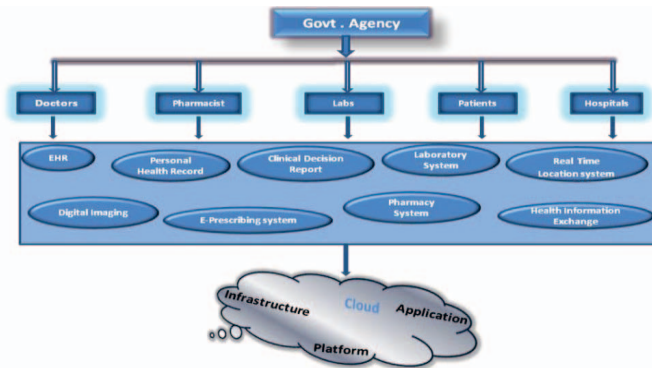 Govt . Agency
Doctors
Pharmacist
Labs
Patients
Hospitals
EHR
Personal
Health Record
Clinical Decision
Report
Laboratory
System
Real Time
Location system
Digital Imaging
E-Prescribing system
Pharmacy
System
Health Information
Exchange
Infrastructure
Cloud
Application
Platform